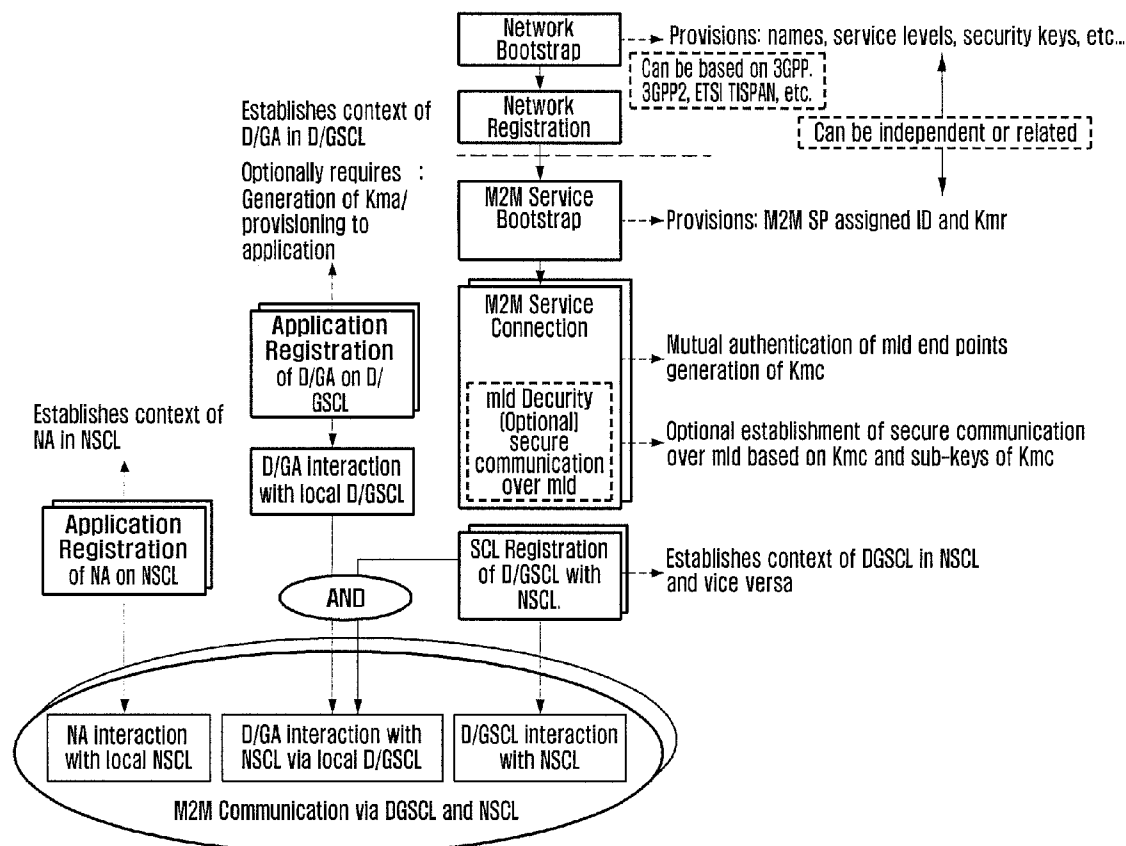 Network
Bootstrap
Provisions: names, service levels, security keys, etc...
Can be based on 3GPP.
3GPP2, ETSI TISPAN, etc.
Network
Registration
Can be independent or related
Establishes context of
D/GA in D/GSCL
Optionally requires :
Generation of Kma/
provisioning to
application
M2M Service
Bootstrap
Provisions: M2M SP assigned ID and Kmr
M2M Service
Connection
Mutual authentication of mId end points
generation of Kmc
mId Decurity
(Optional)
secure
communication
over mId
Optional establishment of secure communication
over mId based on Kmc and sub-keys of Kmc
Application
Registration
of D/GA on D/
GSCL
Establishes context of
NA in NSCL
D/GA interaction
with local D/GSCL
Application
Registration
of NA on NSCL
SCL Registration
of D/GSCL with
NSCL.
Establishes context of DGSCL in NSCL
and vice versa
AND
NA interaction
with local NSCL
D/GA interaction with
NSCL via local D/GSCL
D/GSCL interaction
with NSCL
M2M Communication via DGSCL and NSCL